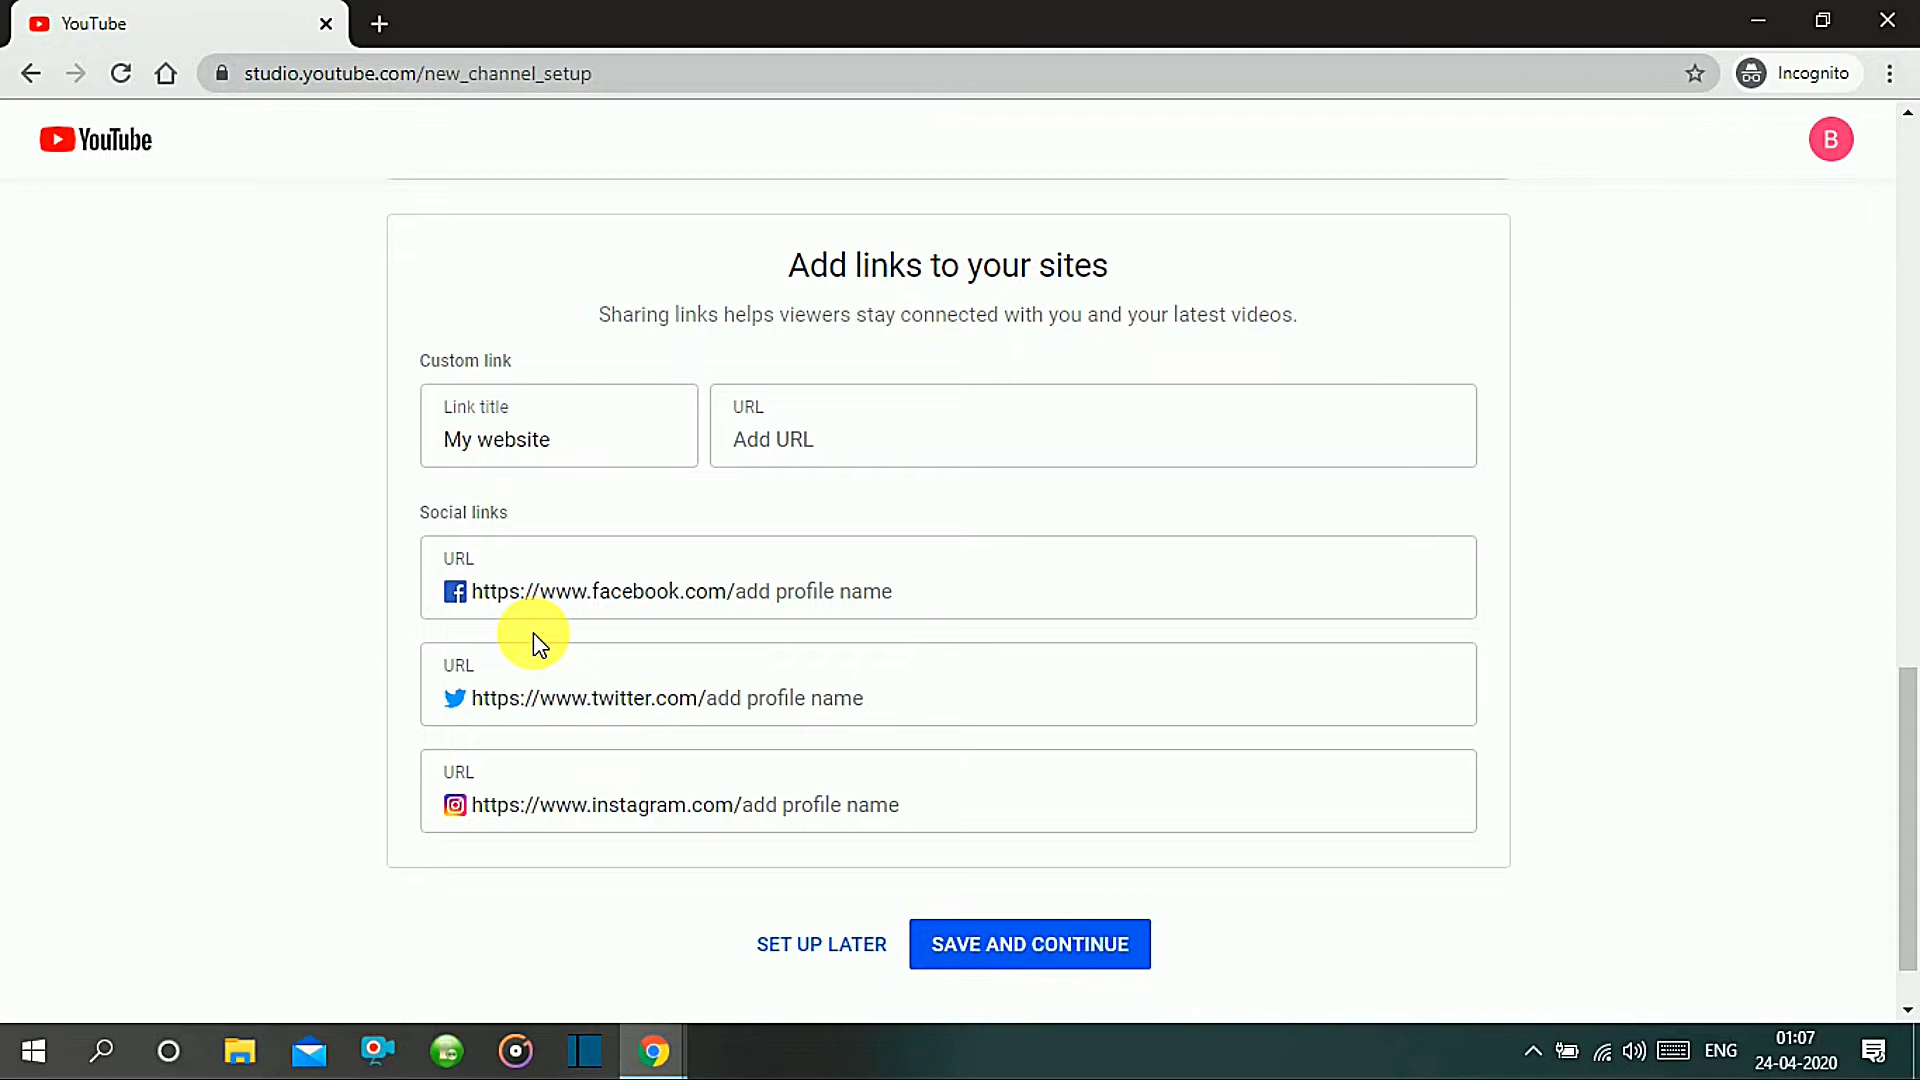 YouTube
studio.youtube.com/new_channel_setup
Incognito
YouTube
B
Add links to your sites
Sharing links helps viewers stay connected with you and your latest videos.
Custom link
Link title
My website
URL
Add URL
Social links
URL
https://www.facebook.com/add profile name
URL
https://www.twitter.com/add profile name
URL
https://www.instagram.com/add profile name
SET UP LATER
SAVE AND CONTINUE
ENG
01:07
24-04-2020